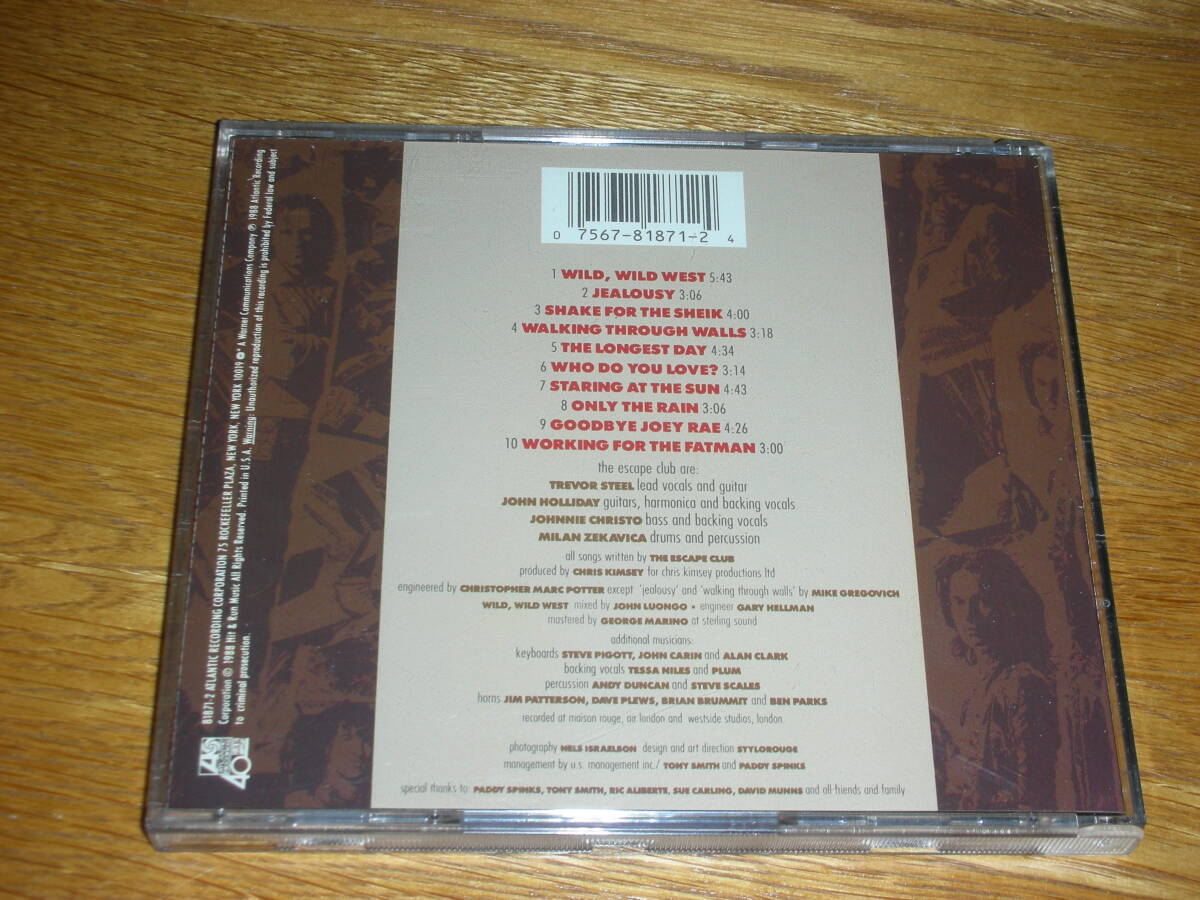 0 7567-81871-2 4
1 WILD, WILD WEST 5:43
2 JEALOUSY 3:06
3 SHAKE FOR THE SHEIK 4:00
4 WALKING THROUGH WALLS 3:18
5 THE LONGEST DAY 4:34
6 WHO DO YOU LOVE? 3:14
7 STARING AT THE SUN 4:43
8 ONLY THE RAIN 3:06
9 GOODBYE JOEY RAE 4:26
10 WORKING FOR THE FATMAN 3:00
the escape club are:
TREVOR STEEL lead vocals and guitar
JOHN HOLLIDAY guitars, harmonica and backing vocals
JOHNNIE CHRISTO bass and backing vocals
MILAN ZEKAVICA drums and percussion
all songs written by THE ESCAPE CLUB
produced by CHRIS KIMSEY for chris kimsey productions ltd
engineered by CHRISTOPHER MARC POTTER except 'jealousy' and 'walking through walls' by MIKE GREGOVICH
WILD, WILD WEST mixed by JOHN LUONGO • engineer GARY HELLMAN
mastered by GEORGE MARINO at sterling sound
additional musicians:
keyboards STEVE PIGOTT, JOHN CARIN and ALAN CLARK
backing vocals TESSA NILES and PLUM
percussion ANDY DUNCAN and STEVE SCALES
horns JIM PATTERSON, DAVE PLEWS, BRIAN BRUMMIT and BEN PARKS
recorded at maison rouge, air london and westside studios, london.
photography NELS ISRAELSON design and art direction STYLOROUGE
management by u.s. management inc./ TONY SMITH and PADDY SPINKS
special thanks to PADDY SPINKS, TONY SMITH, RIC ALIBERTE, SUE CARLING, DAVID MUNNS and all friends and family
81871-2 ATLANTIC RECORDING CORPORATION 75 ROCKEFELLER PLAZA, NEW YORK, NEW YORK 10019 A Warner Communications Company ℗ 1988 Atlantic Recording
Corporation © 1988 Hit & Run Music All Rights Reserved. Printed in U.S.A. Warning: Unauthorized reproduction of this recording is prohibited by Federal law and subject
to criminal prosecution.
40